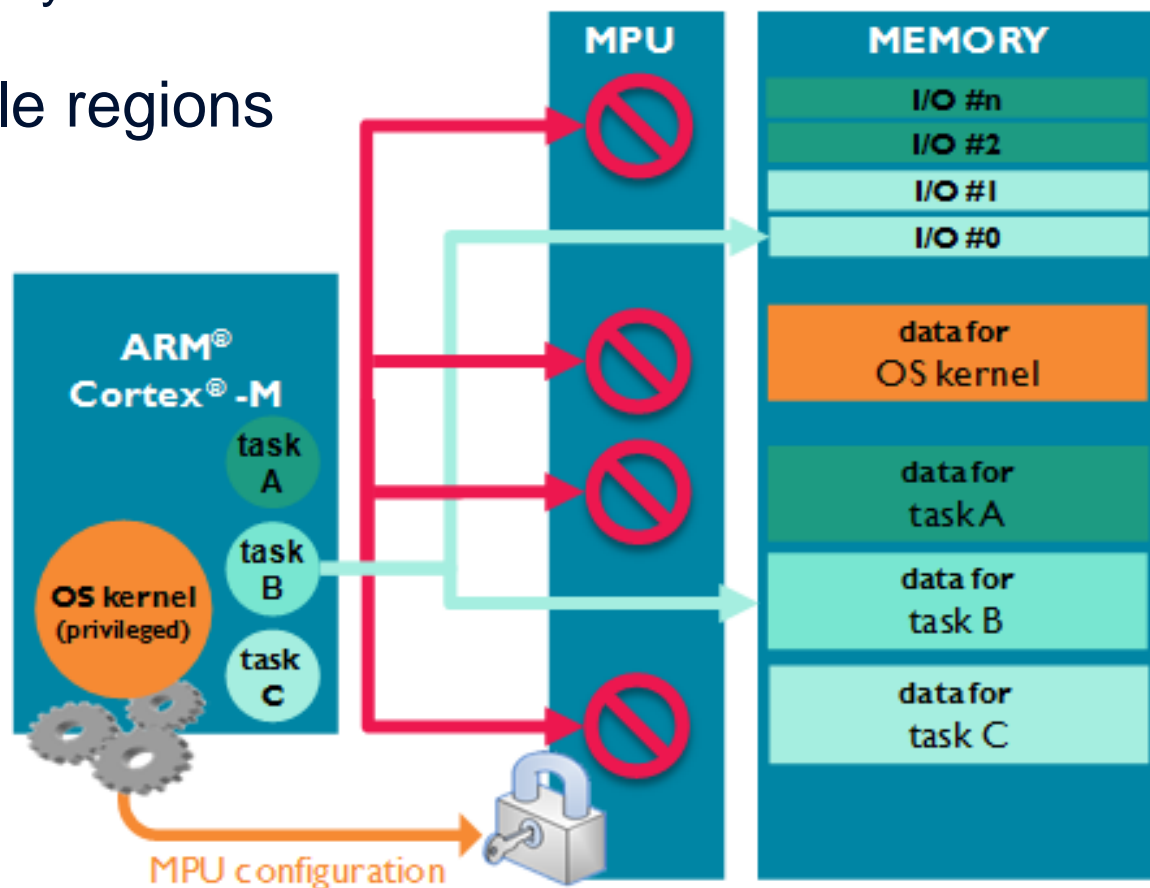 y
le regions
MPU
MEMORY
I/O #n
I/O #2
I/O #1
I/O #0
data for
OS kernel
data for
task A
data for
task B
data for
task C
ARM®
Cortex® -M
task
A
task
B
task
C
OS kernel
(privileged)
MPU configuration